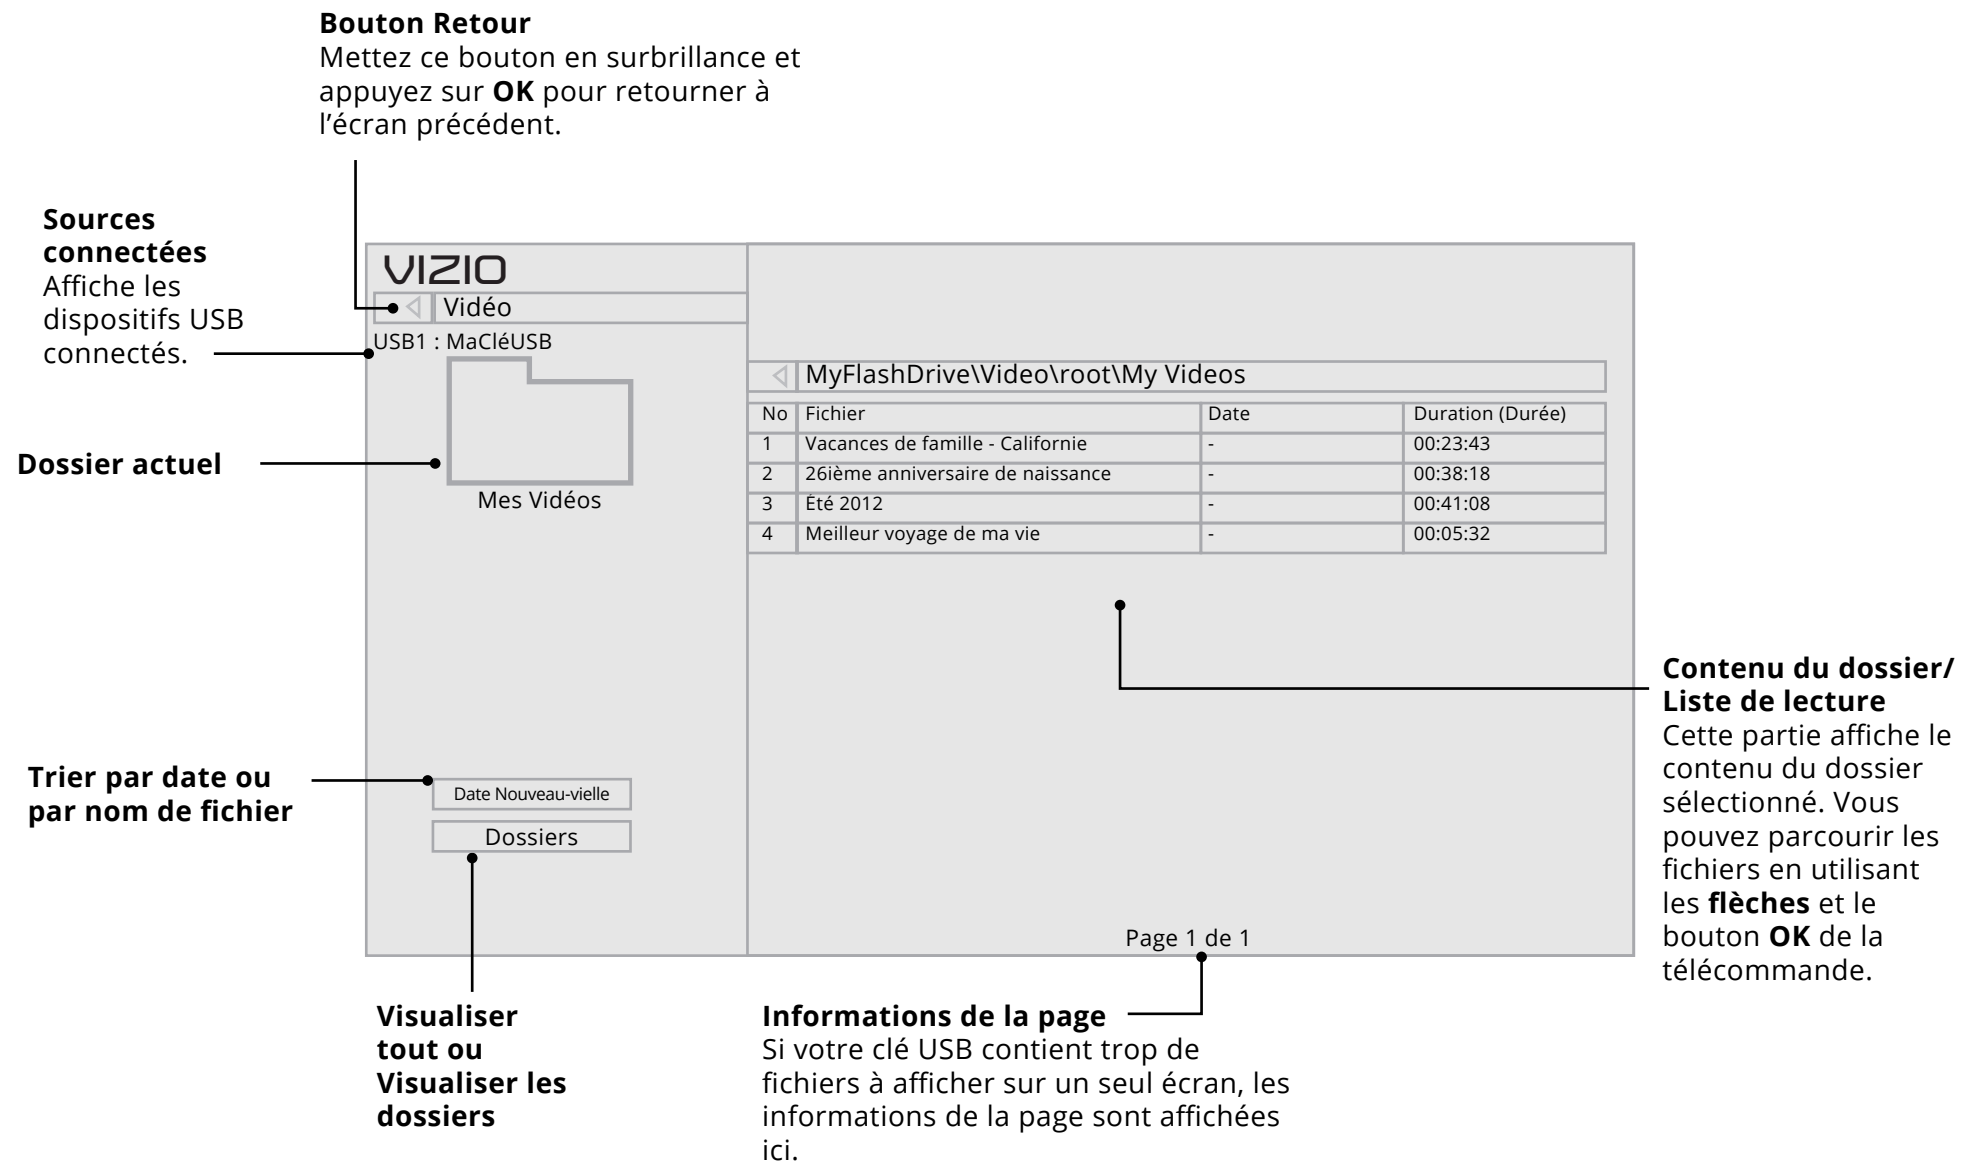 Bouton Retour
Mettez ce bouton en surbrillance et
appuyez sur OK pour retourner à
l’écran précédent.
Sources
connectées
Affiche les
dispositifs USB
connectés.
VIZIO
Vidéo
USB1 : MaCléUSB
Mes Vidéos
Dossier actuel
MyFlashDrive\Video\root\My Videos
No Fichier Date Duration (Durée)
1 Vacances de famille - Californie - 00:23:43
2 26ième anniversaire de naissance - 00:38:18
3 Été 2012 - 00:41:08
4 Meilleur voyage de ma vie - 00:05:32
Contenu du dossier/
Liste de lecture
Cette partie affiche le
contenu du dossier
sélectionné. Vous
pouvez parcourir les
fichiers en utilisant
les flèches et le
bouton OK de la
télécommande.
Trier par date ou
par nom de fichier
Date Nouveau-vielle
Dossiers
Page 1 de 1
Visualiser
tout ou
Visualiser les
dossiers
Informations de la page
Si votre clé USB contient trop de
fichiers à afficher sur un seul écran, les
informations de la page sont affichées
ici.